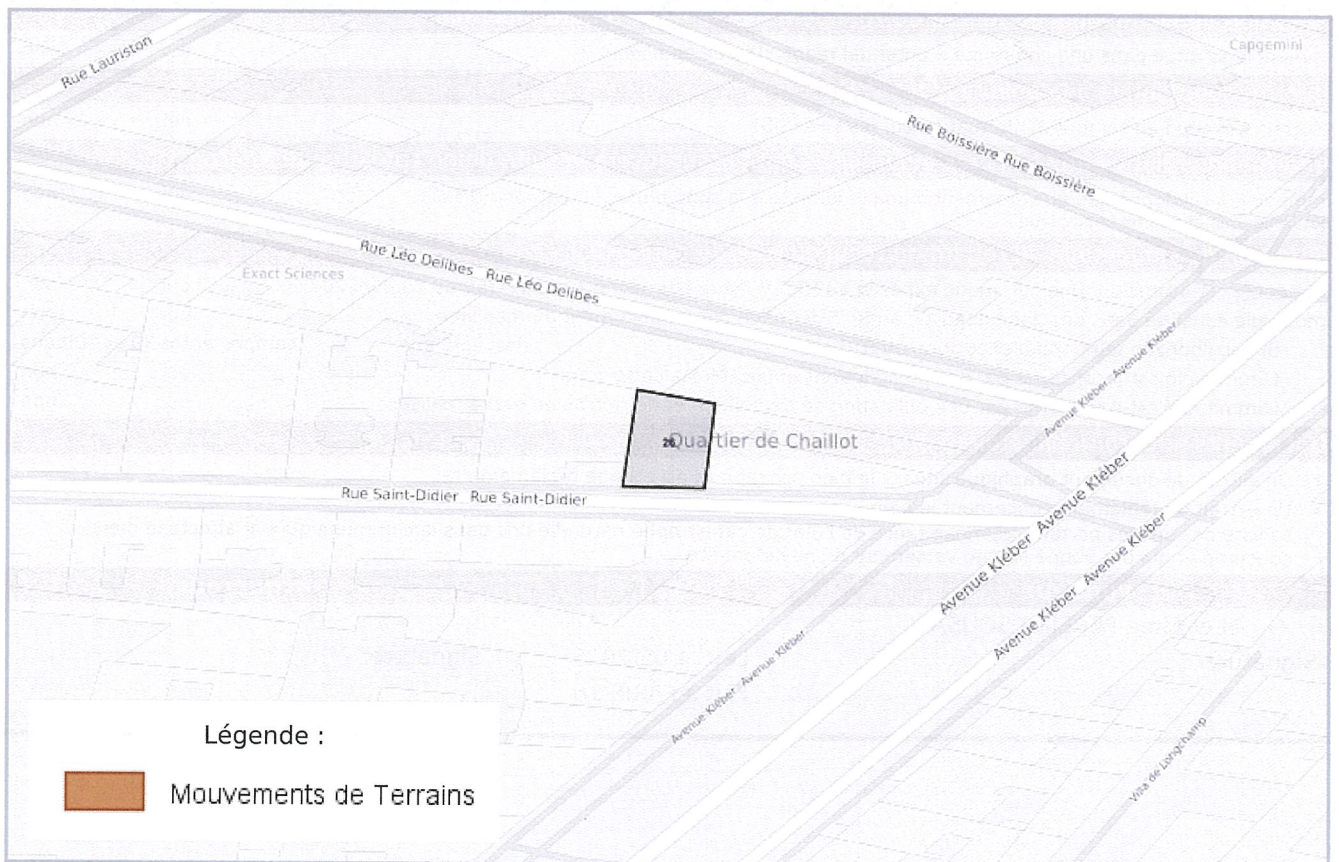 Capgemini
Rue Lauriston
Rue Boissière Rue Boissière
Rue Léo Delibes Rue Léo Delibes
Exact Sciences
Avenue Kléber Avenue Kléber
26 Quartier de Chaillot
Rue Saint-Didier Rue Saint-Didier
Avenue Kléber Avenue Kléber
Avenue Kléber Avenue Kléber
Avenue Kléber Avenue Kléber
Villa de Longchamp
Légende :
Mouvements de Terrains